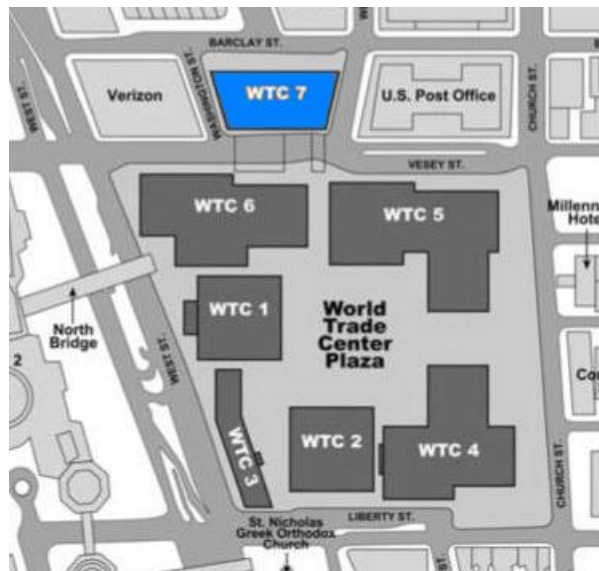 BARCLAY ST.
WEST ST.
Verizon
WASHINGTON ST.
WTC 7
U.S. Post Office
CHURCH ST.
VESEY ST.
WTC 6
WTC 5
North
Bridge
WTC 1
World
Trade
Center
Plaza
WEST ST.
2
WTC 3
WTC 2
WTC 4
CHURCH ST.
LIBERTY ST.
St. Nicholas
Greek Orthodox
Church
ST.